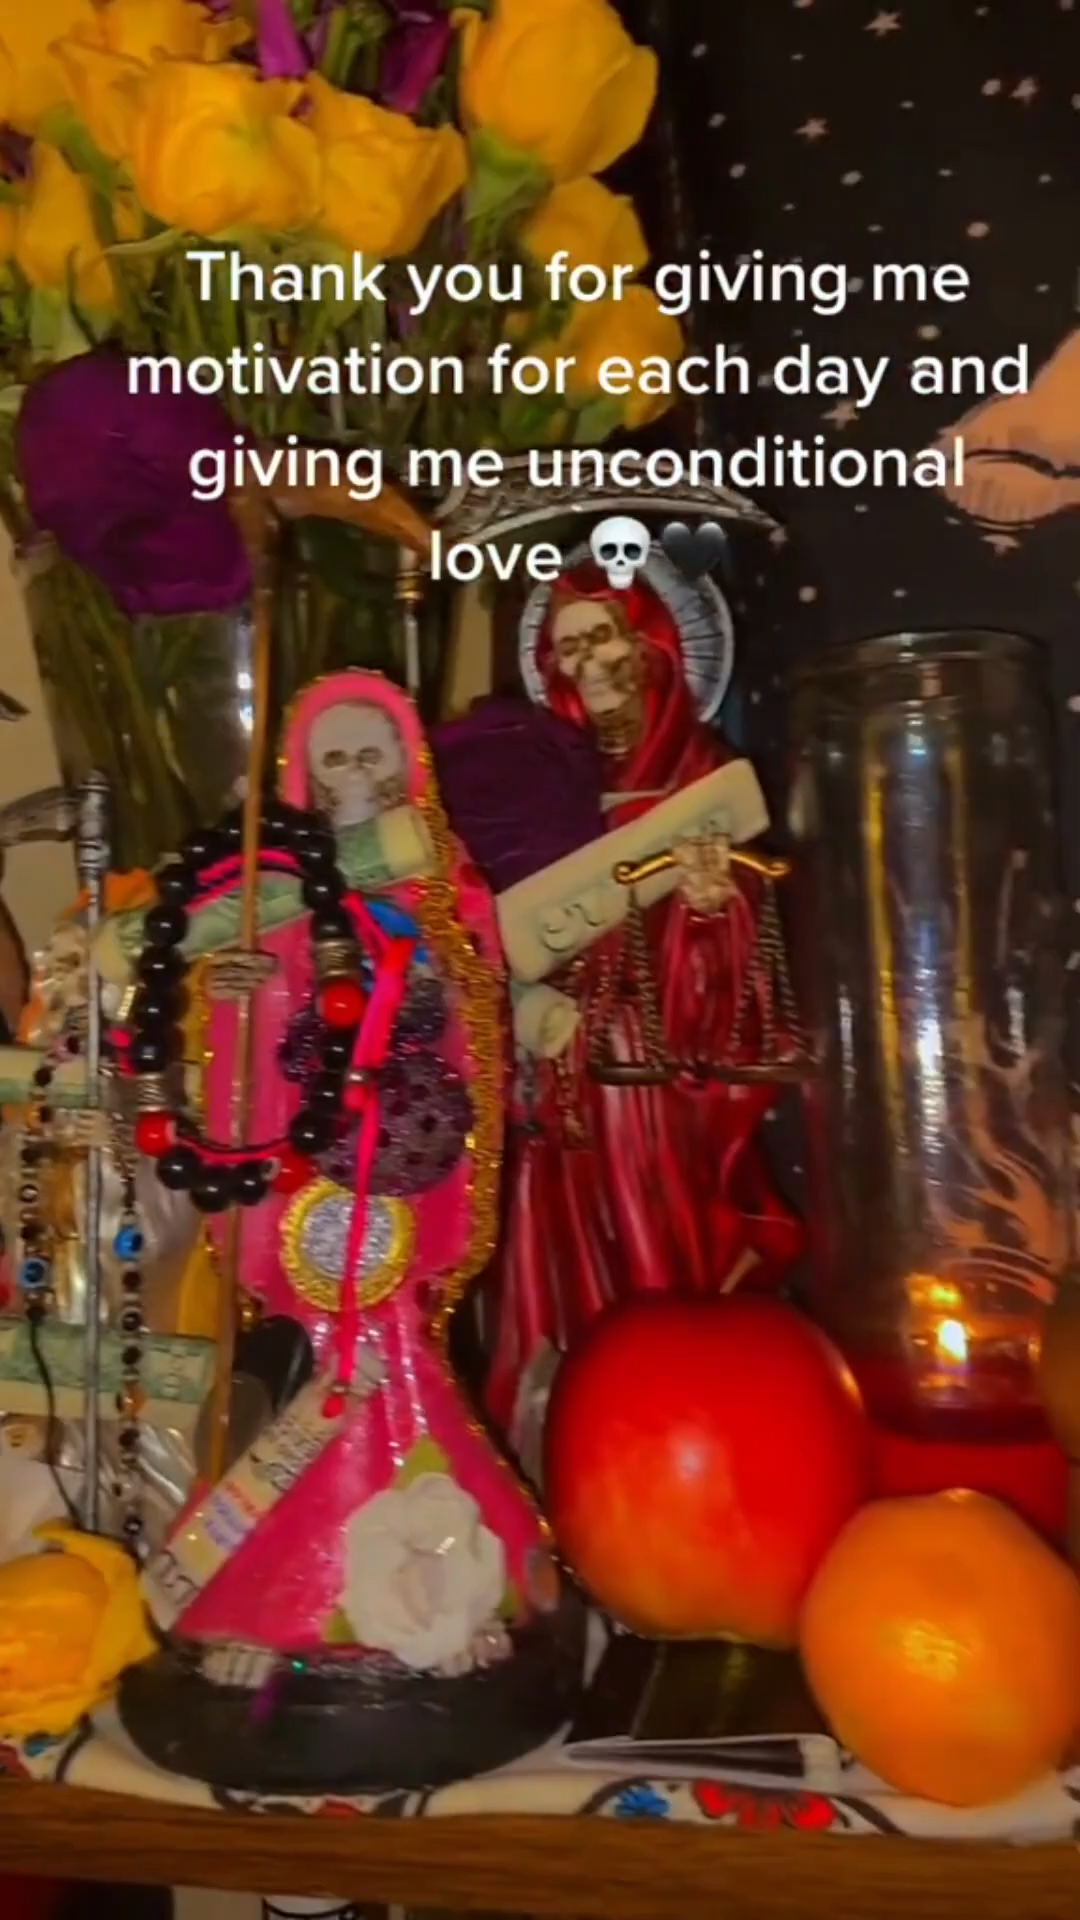 Thank you for giving me
motivation for each day and
giving me unconditional
love 💀🖤